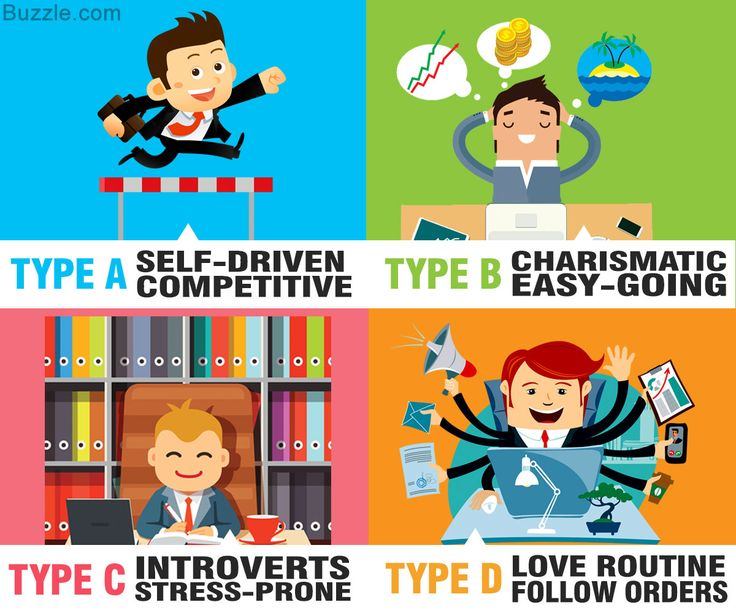 Buzzle.com
TYPE A
SELF-DRIVEN
COMPETITIVE
TYPE B
CHARISMATIC
EASY-GOING
TYPE C
INTROVERTS
STRESS-PRONE
TYPE D
LOVE ROUTINE
FOLLOW ORDERS